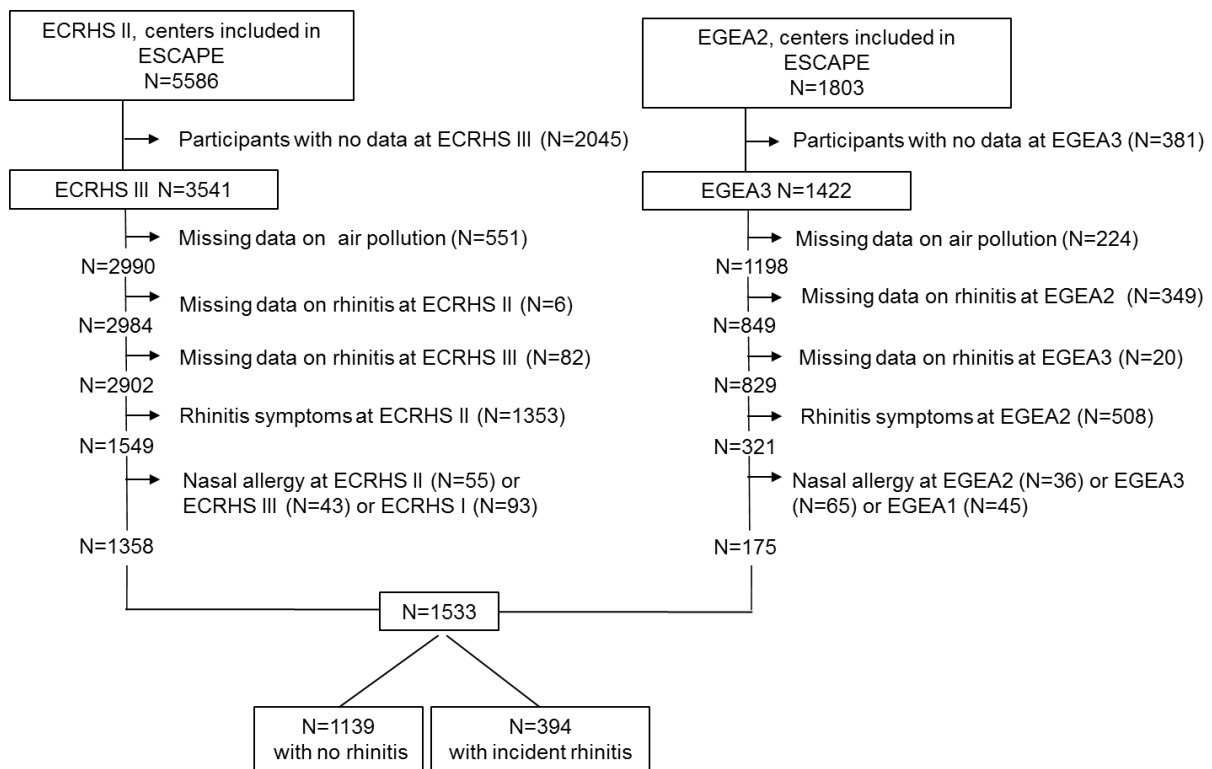 ECRHS II, centers included in
ESCAPE
N=5586
Participants with no data at ECRHS III (N=2045)
ECRHS III N=3541
Missing data on air pollution (N=551)
N=2990
Missing data on rhinitis at ECRHS II (N=6)
N=2984
Missing data on rhinitis at ECRHS III (N=82)
N=2902
Rhinitis symptoms at ECRHS II (N=1353)
N=1549
Nasal allergy at ECRHS II (N=55) or
ECRHS III (N=43) or ECRHS I (N=93)
N=1358
EGEA2, centers included in
ESCAPE
N=1803
Participants with no data at EGEA3 (N=381)
EGEA3 N=1422
Missing data on air pollution (N=224)
N=1198
Missing data on rhinitis at EGEA2 (N=349)
N=849
Missing data on rhinitis at EGEA3 (N=20)
N=829
Rhinitis symptoms at EGEA2 (N=508)
N=321
Nasal allergy at EGEA2 (N=36) or EGEA3
(N=65) or EGEA1 (N=45)
N=175
N=1533
N=1139
with no rhinitis
N=394
with incident rhinitis